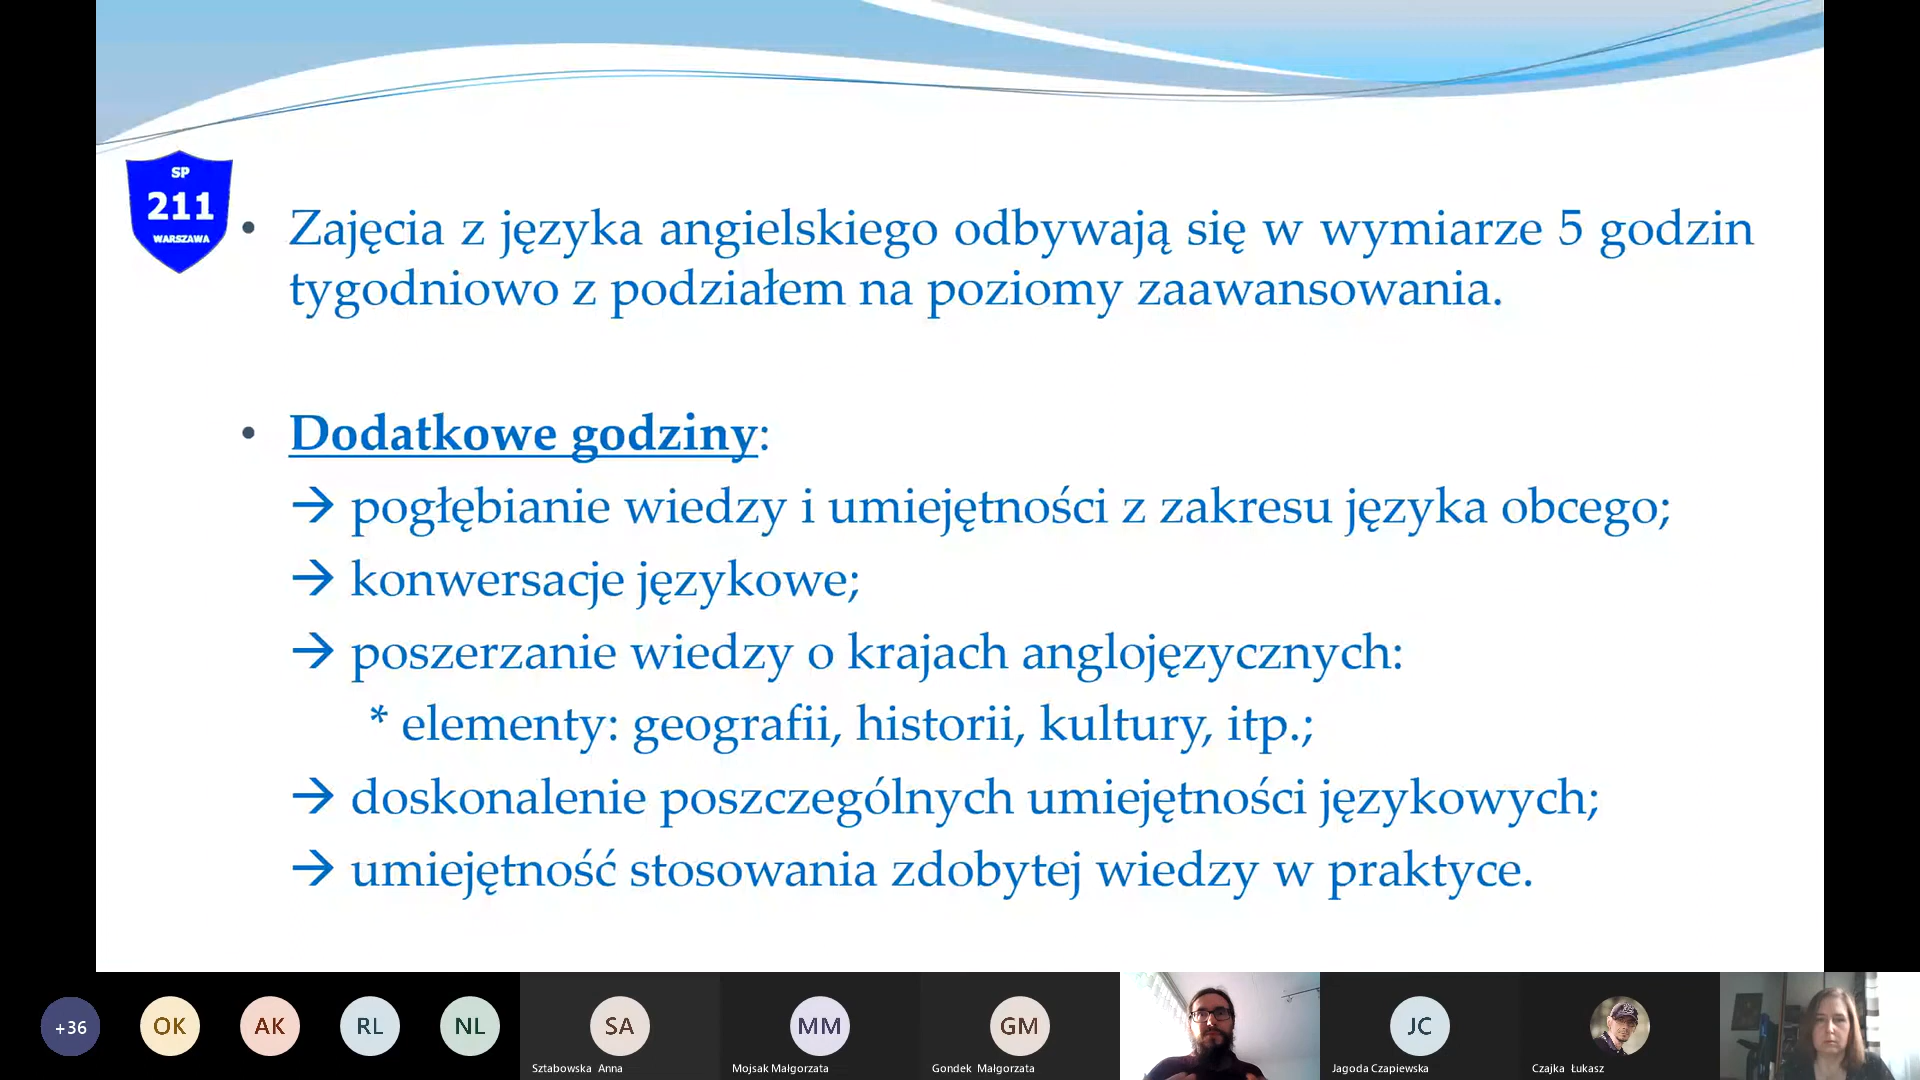 SP
211
WARSZAWA
• Zajęcia z języka angielskiego odbywają się w wymiarze 5 godzin
tygodniowo z podziałem na poziomy zaawansowania.
• Dodatkowe godziny:
→ pogłębianie wiedzy i umiejętności z zakresu języka obcego;
→ konwersacje językowe;
→ poszerzanie wiedzy o krajach anglojęzycznych:
* elementy: geografii, historii, kultury, itp.;
→ doskonalenie poszczególnych umiejętności językowych;
→ umiejętność stosowania zdobytej wiedzy w praktyce.
+36
OK
AK
RL
NL
SA
MM
GM
JC
Sztabowska Anna
Mojsak Małgorzata
Gondek Małgorzata
Jagoda Czapiewska
Czajka Łukasz